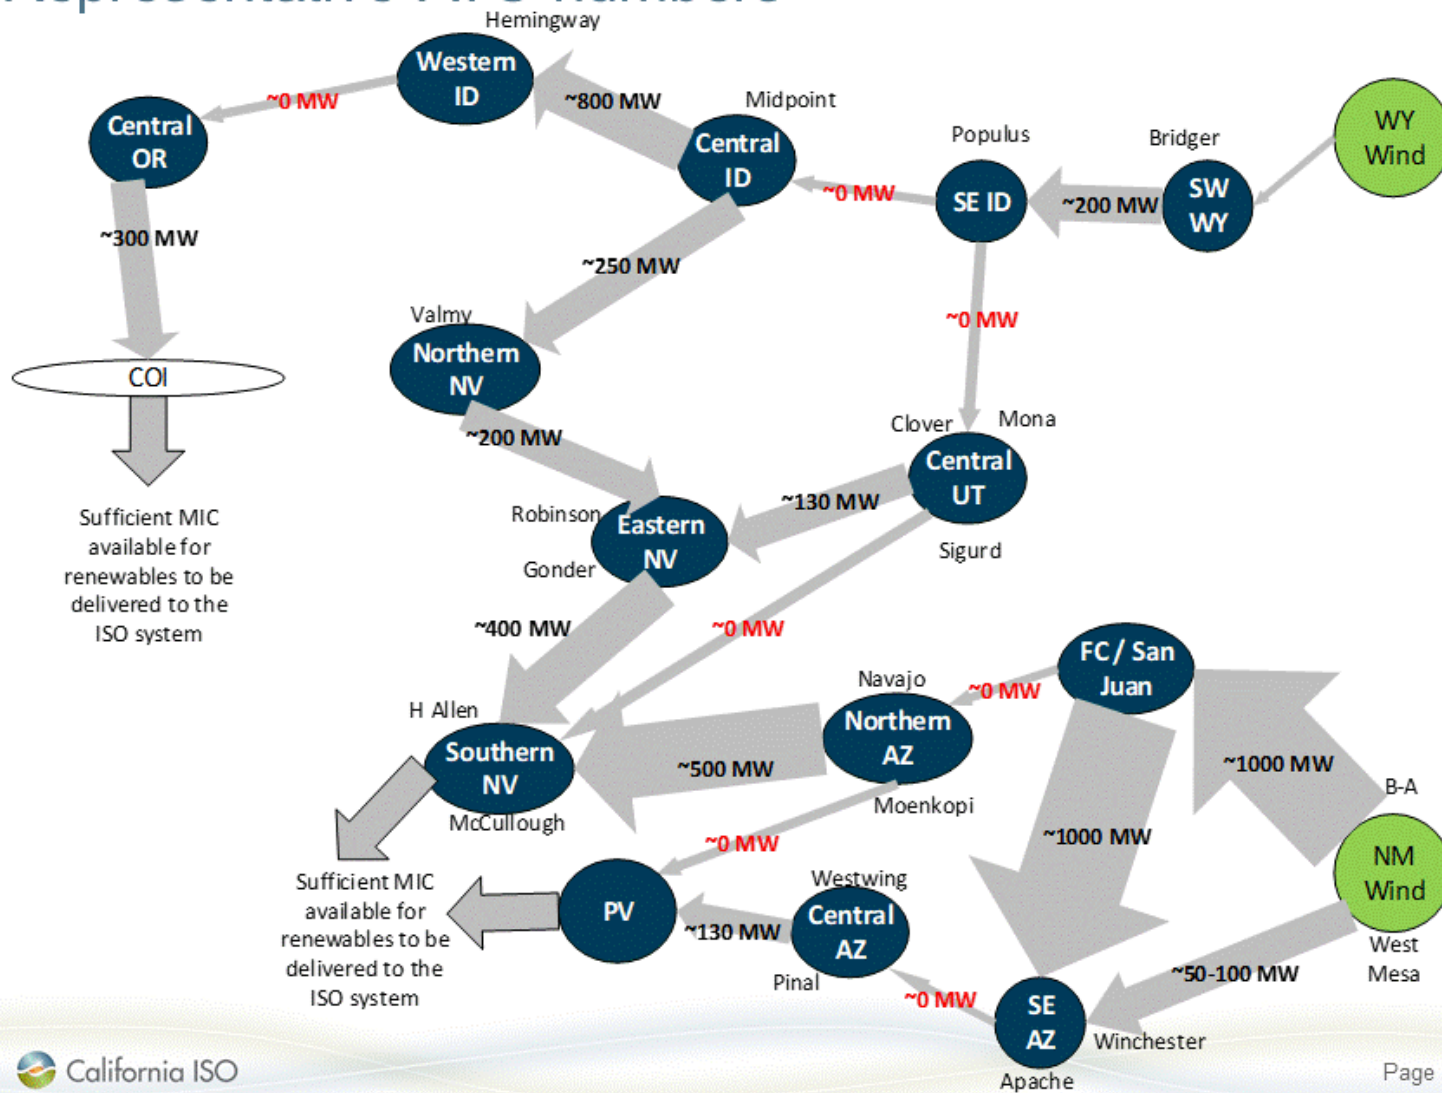 Hemingway
Western
ID
~0 MW
~800 MW
Midpoint
Central
OR
Central
ID
Populus
Bridger
WY
Wind
SE ID
~0 MW
~200 MW
SW
WY
~300 MW
~250 MW
~0 MW
Valmy
Northern
NV
COI
~200 MW
Clover
Mona
Central
UT
~130 MW
Sigurd
Robinson
Eastern
NV
Gonder
Sufficient MIC
available for
renewables to be
delivered to the
ISO system
~400 MW
~0 MW
FC / San
Juan
Navajo
~0 MW
H Allen
Northern
AZ
Southern
NV
~500 MW
~1000 MW
B-A
McCullough
Moenkopi
~0 MW
~1000 MW
NM
Wind
Sufficient MIC
available for
renewables to be
delivered to the
ISO system
PV
Westwing
Central
AZ
~130 MW
Pinal
West
Mesa
~50-100 MW
~0 MW
SE
AZ
Winchester
Apache
California ISO
Page